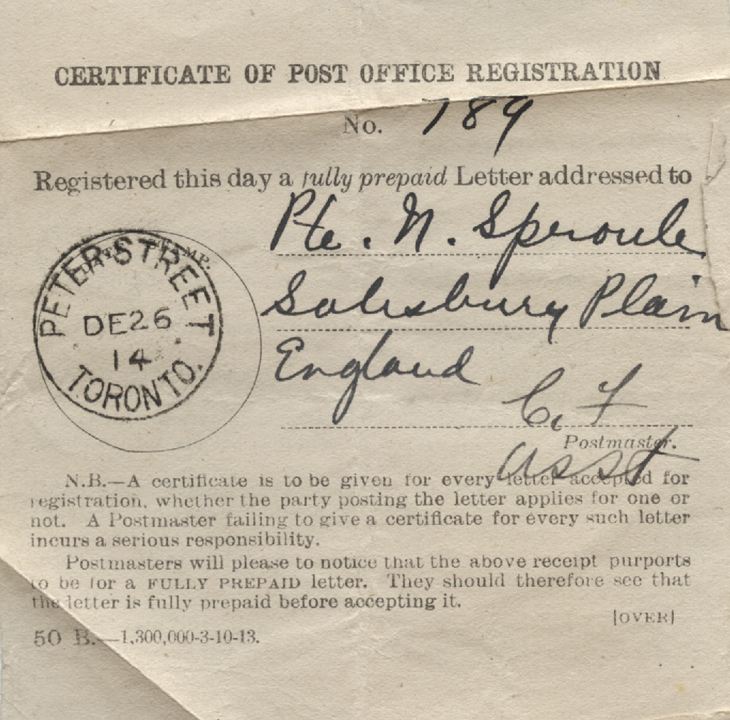 CERTIFICATE OF POST OFFICE REGISTRATION
No. 789
Registered this day a fully prepaid Letter addressed to
Pte. N. Sproule
Salisbury Plain
England
PETER STREET
DE 26
14
TORONTO.
C. F
Postmaster.
asst
N.B.—A certificate is to be given for every letter accepted for
registration, whether the party posting the letter applies for one or
not. A Postmaster failing to give a certificate for every such letter
incurs a serious responsibility.
Postmasters will please to notice that the above receipt purports
to be for a FULLY PREPAID letter. They should therefore see that
the letter is fully prepaid before accepting it.
[OVER]
50 B.—1,300,000-3-10-13.